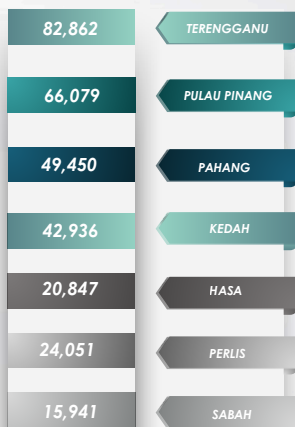 82,862 TERENGGANU
66,079 PULAU PINANG
49,450 PAHANG
42,936 KEDAH
20,847 HASA
24,051 PERLIS
15,941 SABAH